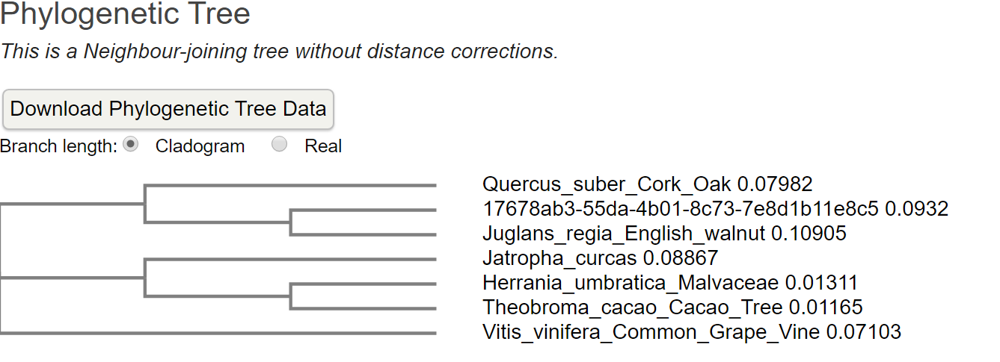 Phylogenetic Tree
This is a Neighbour-joining tree without distance corrections.
Download Phylogenetic Tree Data
Branch length: Cladogram Real
Quercus_suber_Cork_Oak 0.07982
17678ab3-55da-4b01-8c73-7e8d1b11e8c5 0.0932
Juglans_regia_English_walnut 0.10905
Jatropha_curcas 0.08867
Herrania_umbratica_Malvaceae 0.01311
Theobroma_cacao_Cacao_Tree 0.01165
Vitis_vinifera_Common_Grape_Vine 0.07103